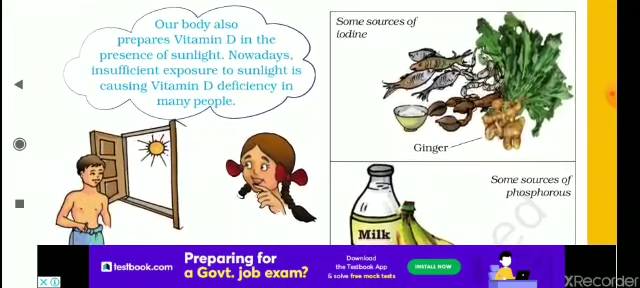 Our body also
prepares Vitamin D in the
presence of sunlight. Nowadays,
insufficient exposure to sunlight is
causing Vitamin D deficiency in
many people.
Some sources of
iodine
Ginger
Some sources of
phosphorous
Milk
testbook.com
Preparing for
a Govt. job exam?
Download
the Testbook App
& solve free mock tests
INSTALL NOW
XRecorder